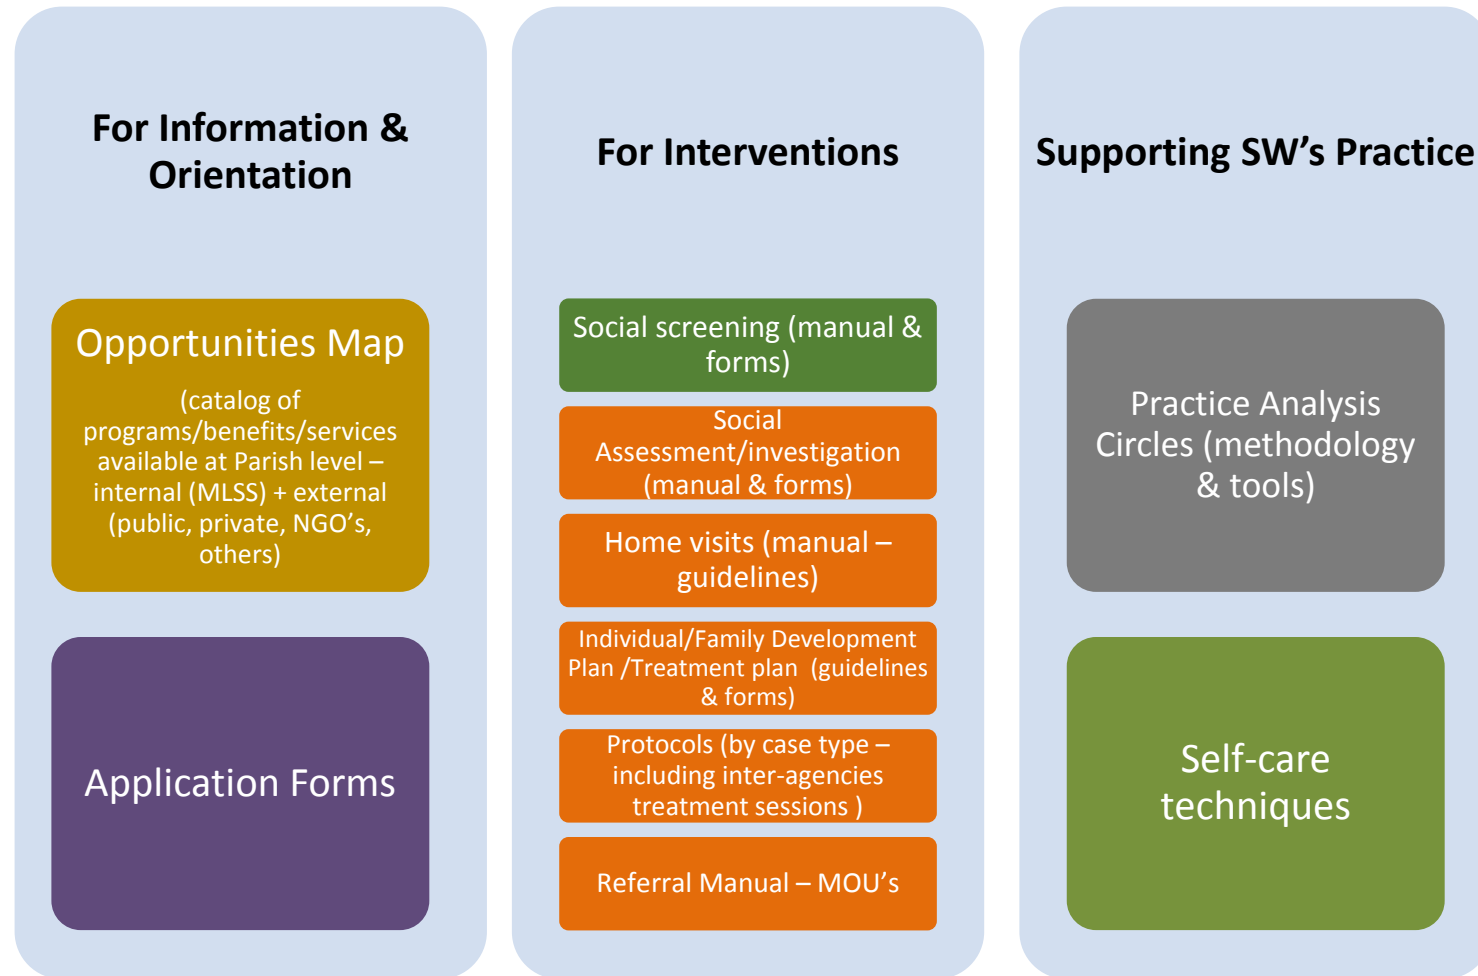 For Information &
Orientation
Opportunities Map
(catalog of
programs/benefits/services
available at Parish level –
internal (MLSS) + external
(public, private, NGO’s,
others)
Application Forms
For Interventions
Social screening (manual &
forms)
Social
Assessment/investigation
(manual & forms)
Home visits (manual –
guidelines)
Individual/Family Development
Plan /Treatment plan  (guidelines
& forms)
Protocols (by case type –
including inter-agencies
treatment sessions )
Referral Manual – MOU’s
Supporting SW’s Practice
Practice Analysis
Circles (methodology
& tools)
Self-care
techniques